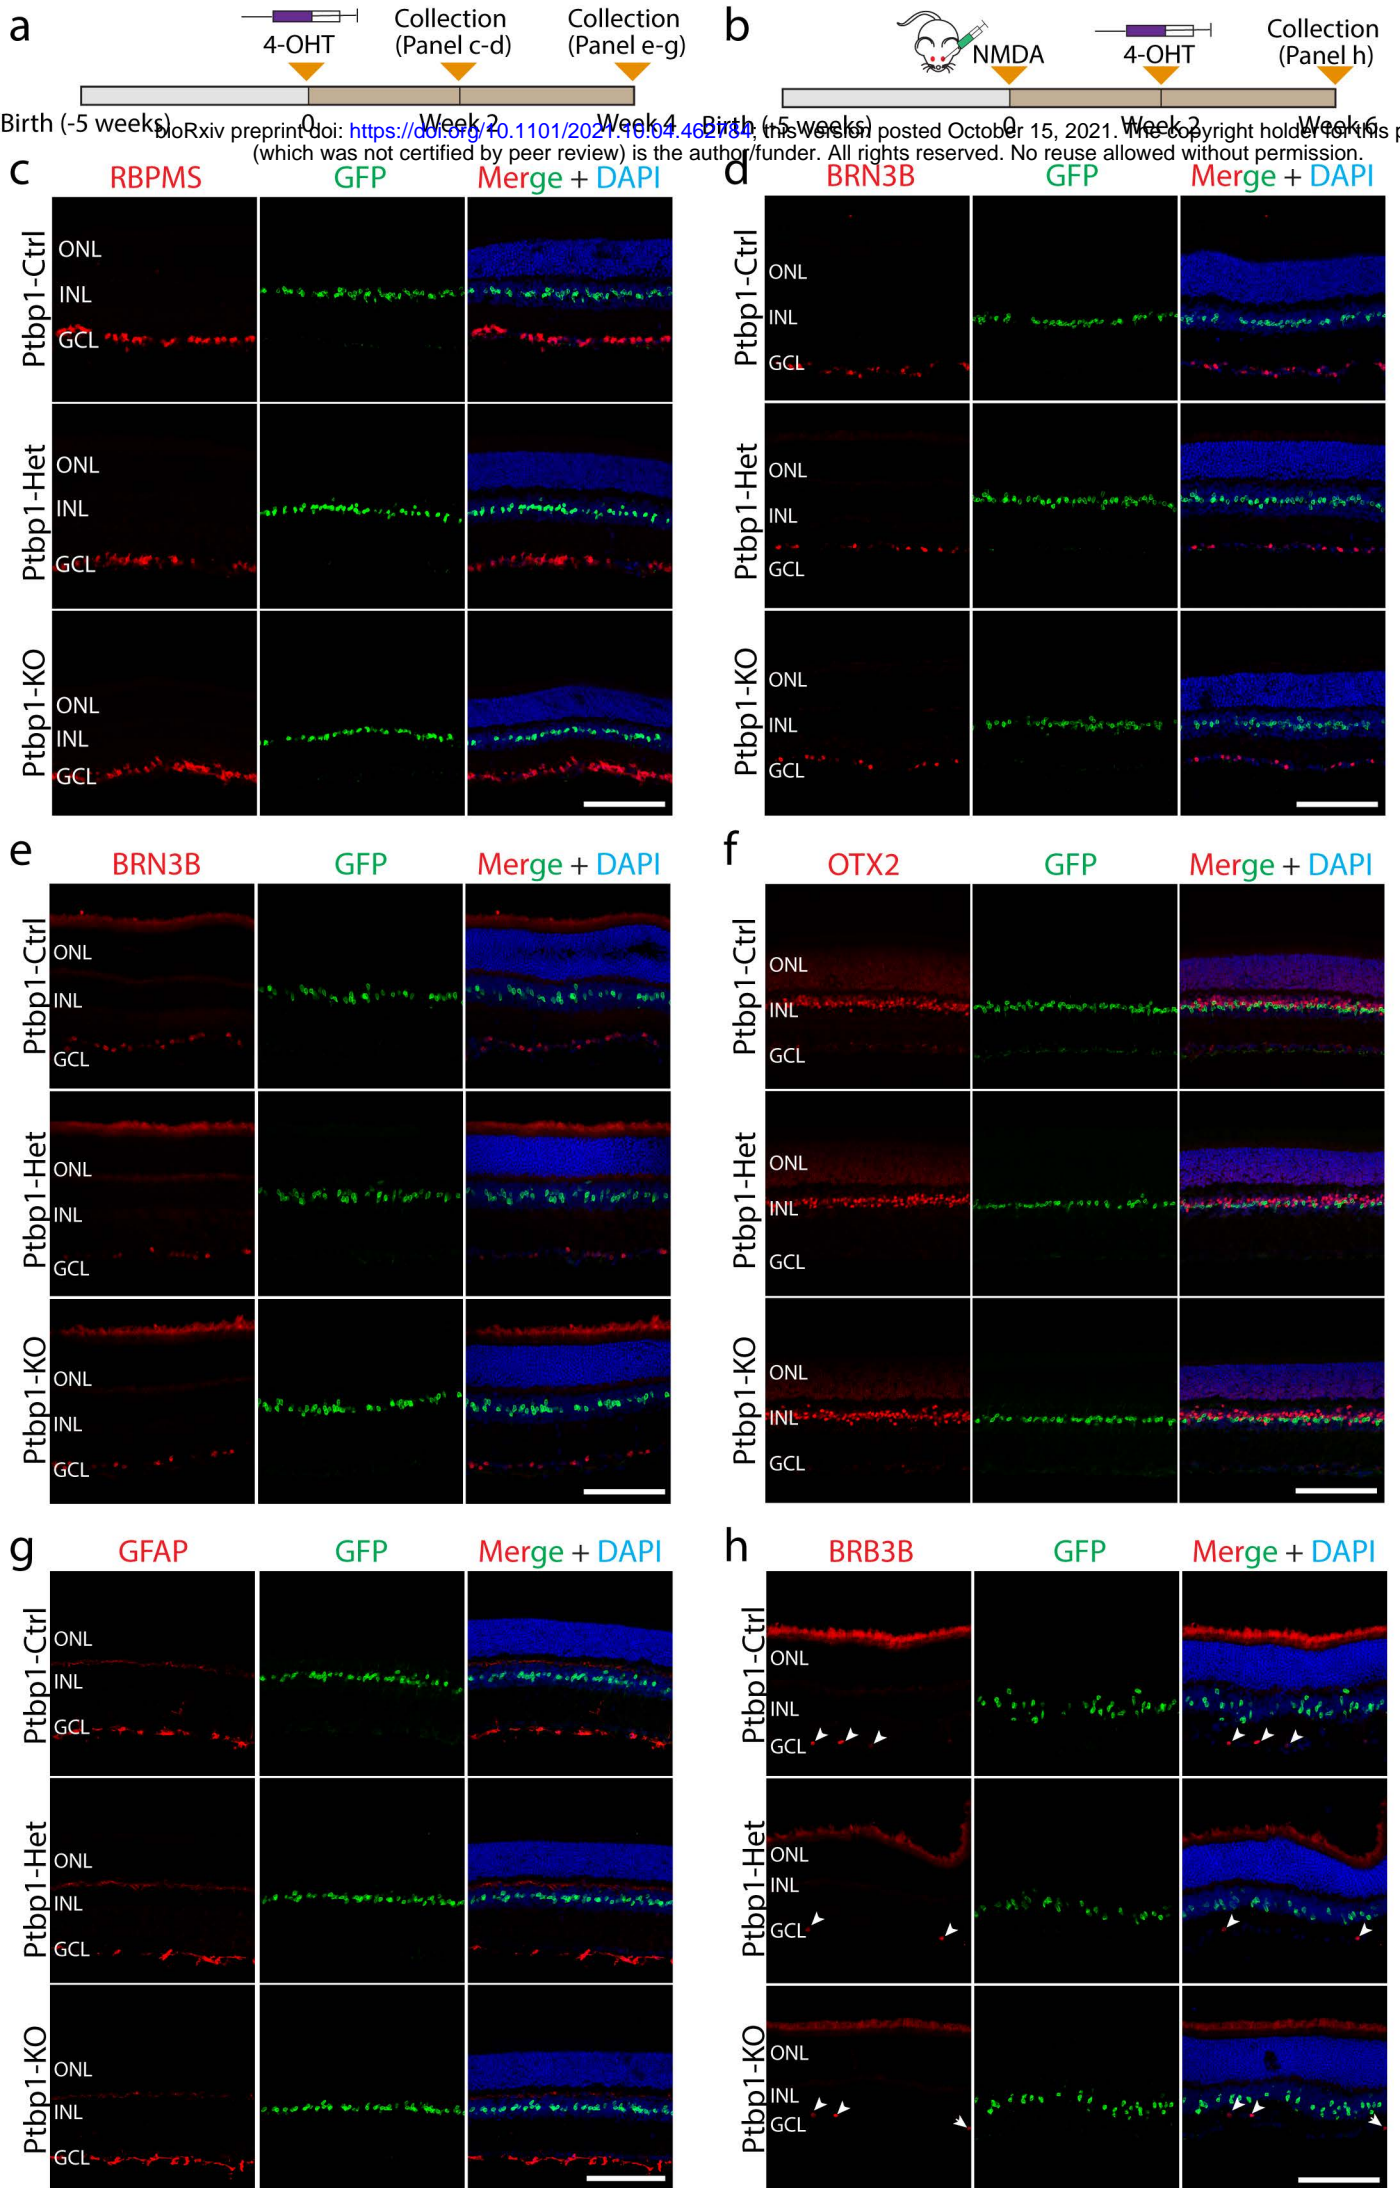 a
4-OHT
Collection
(Panel c-d)
Collection
(Panel e-g)
Birth (-5 weeks)
0
Week 2
Week 4
b
NMDA
4-OHT
Collection
(Panel h)
Birth (-5 weeks)
0
Week 2
Week 6
bioRxiv preprint doi: https://doi.org/10.1101/2021.10.04.462784; this version posted October 15, 2021. The copyright holder for this p
(which was not certified by peer review) is the author/funder. All rights reserved. No reuse allowed without permission.
c
RBPMS GFP Merge + DAPI
Ptbp1-Ctrl
ONL
INL
GCL
Ptbp1-Het
ONL
INL
GCL
Ptbp1-KO
ONL
INL
GCL
d
BRN3B GFP Merge + DAPI
Ptbp1-Ctrl
ONL
INL
GCL
Ptbp1-Het
ONL
INL
GCL
Ptbp1-KO
ONL
INL
GCL
e
BRN3B GFP Merge + DAPI
Ptbp1-Ctrl
ONL
INL
GCL
Ptbp1-Het
ONL
INL
GCL
Ptbp1-KO
ONL
INL
GCL
f
OTX2 GFP Merge + DAPI
Ptbp1-Ctrl
ONL
INL
GCL
Ptbp1-Het
ONL
INL
GCL
Ptbp1-KO
ONL
INL
GCL
g
GFAP GFP Merge + DAPI
Ptbp1-Ctrl
ONL
INL
GCL
Ptbp1-Het
ONL
INL
GCL
Ptbp1-KO
ONL
INL
GCL
h
BRB3B GFP Merge + DAPI
Ptbp1-Ctrl
ONL
INL
GCL
Ptbp1-Het
ONL
INL
GCL
Ptbp1-KO
ONL
INL
GCL